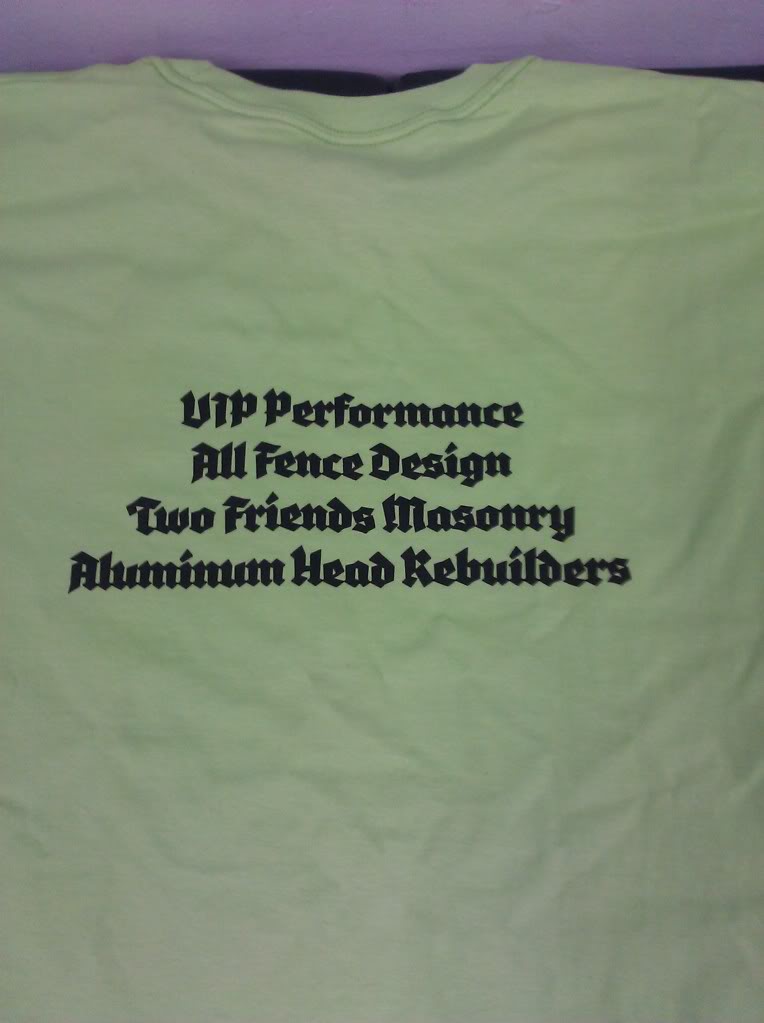 VIP Performance
All Fence Design
Two Friends Masonry
Aluminum Head Rebuilders